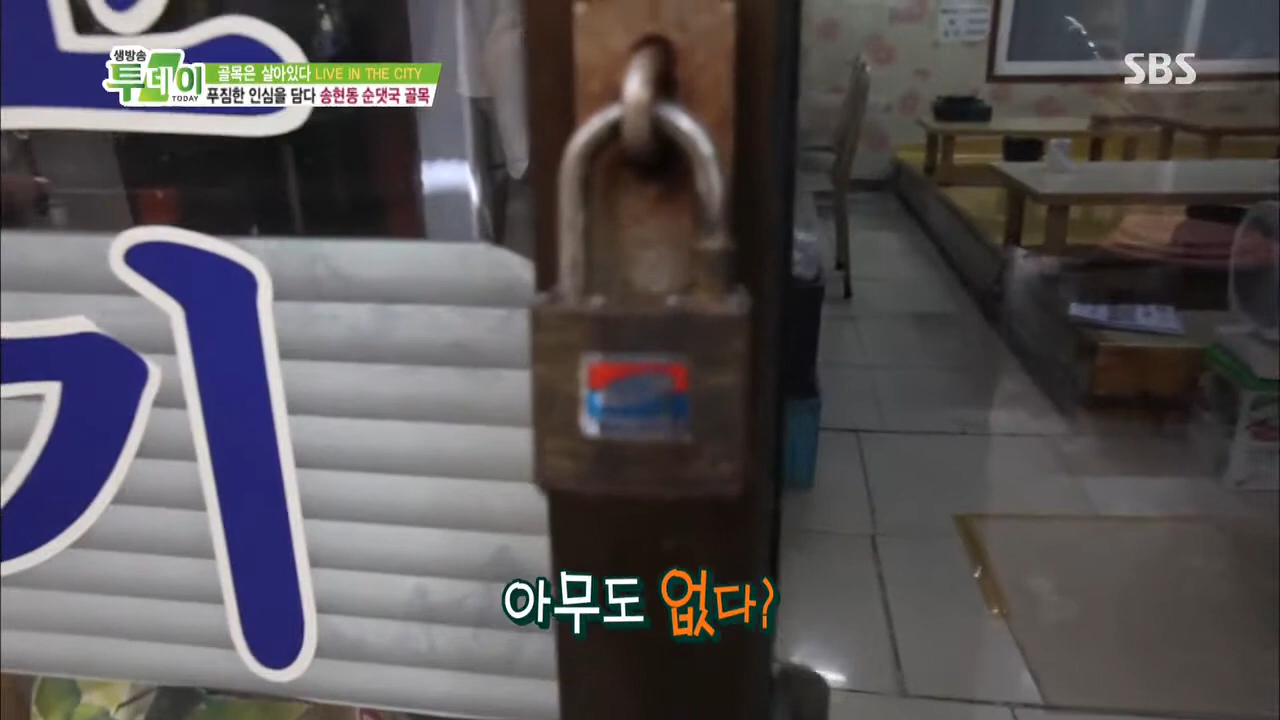 생방송 투데이 TODAY
골목은 살아있다 LIVE IN THE CITY
푸짐한 인심을 담다 송현동 순댓국 골목
SBS
기
아무도 없다?